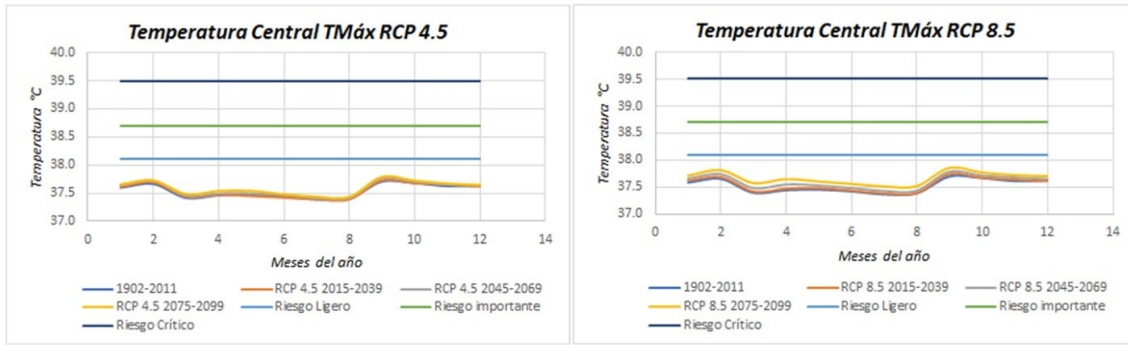 Temperatura Central TMáx RCP 4.5
40.0
39.5
39.0
38.5
38.0
37.5
37.0
Temperatura °C
0 2 4 6 8 10 12 14
Meses del año
1902-2011 RCP 4.5 2015-2039 RCP 4.5 2045-2069
RCP 4.5 2075-2099 Riesgo Ligero Riesgo importante
Riesgo Crítico
Temperatura Central TMáx RCP 8.5
40.0
39.5
39.0
38.5
38.0
37.5
37.0
Temperatura °C
0 2 4 6 8 10 12 14
Meses del año
1902-2011 RCP 8.5 2015-2039 RCP 8.5 2045-2069
RCP 8.5 2075-2099 Riesgo Ligero Riesgo importante
Riesgo Crítico